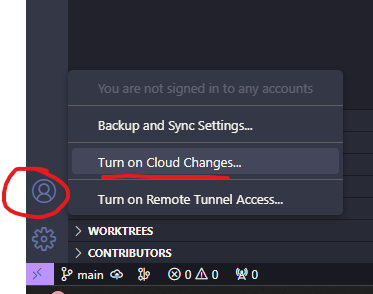 You are not signed in to any accounts
Backup and Sync Settings...
Turn on Cloud Changes...
Turn on Remote Tunnel Access...
WORKTREES
CONTRIBUTORS
main 0 0 0